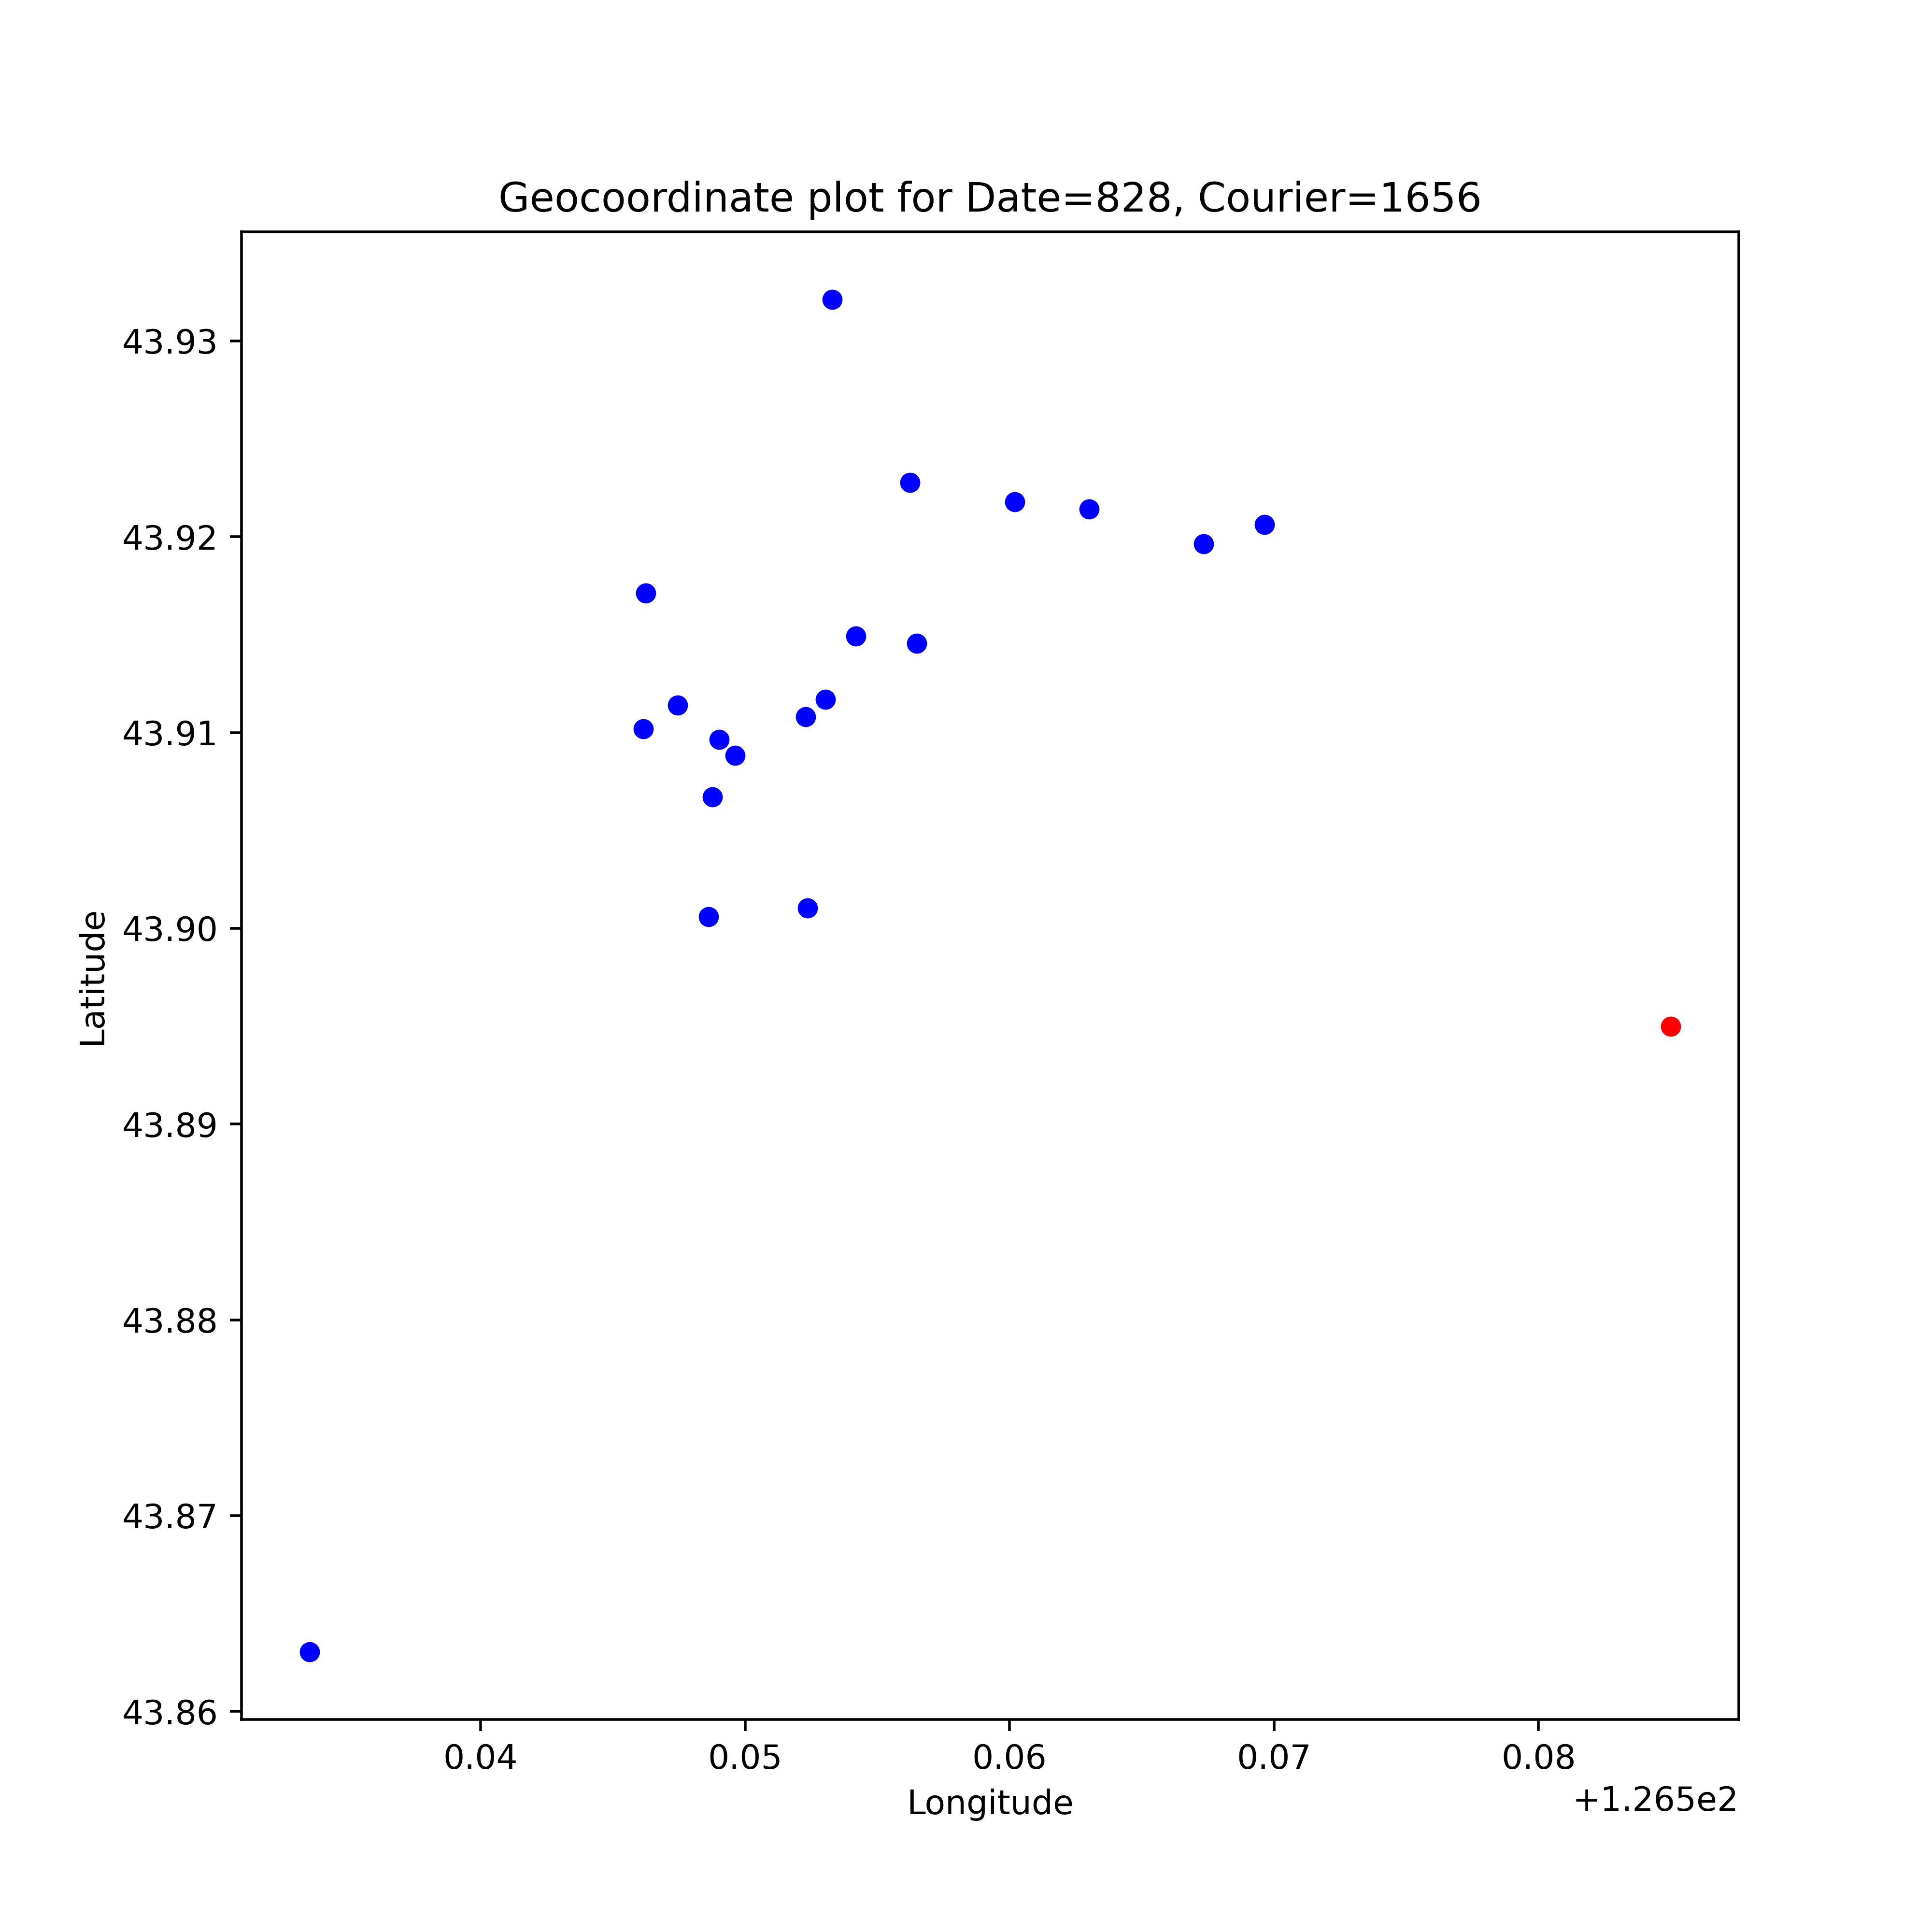 Geocoordinate plot for Date=828, Courier=1656
43.93
43.92
43.91
43.90
43.89
43.88
43.87
43.86
Latitude
0.04 0.05 0.06 0.07 0.08
+1.265e2
Longitude